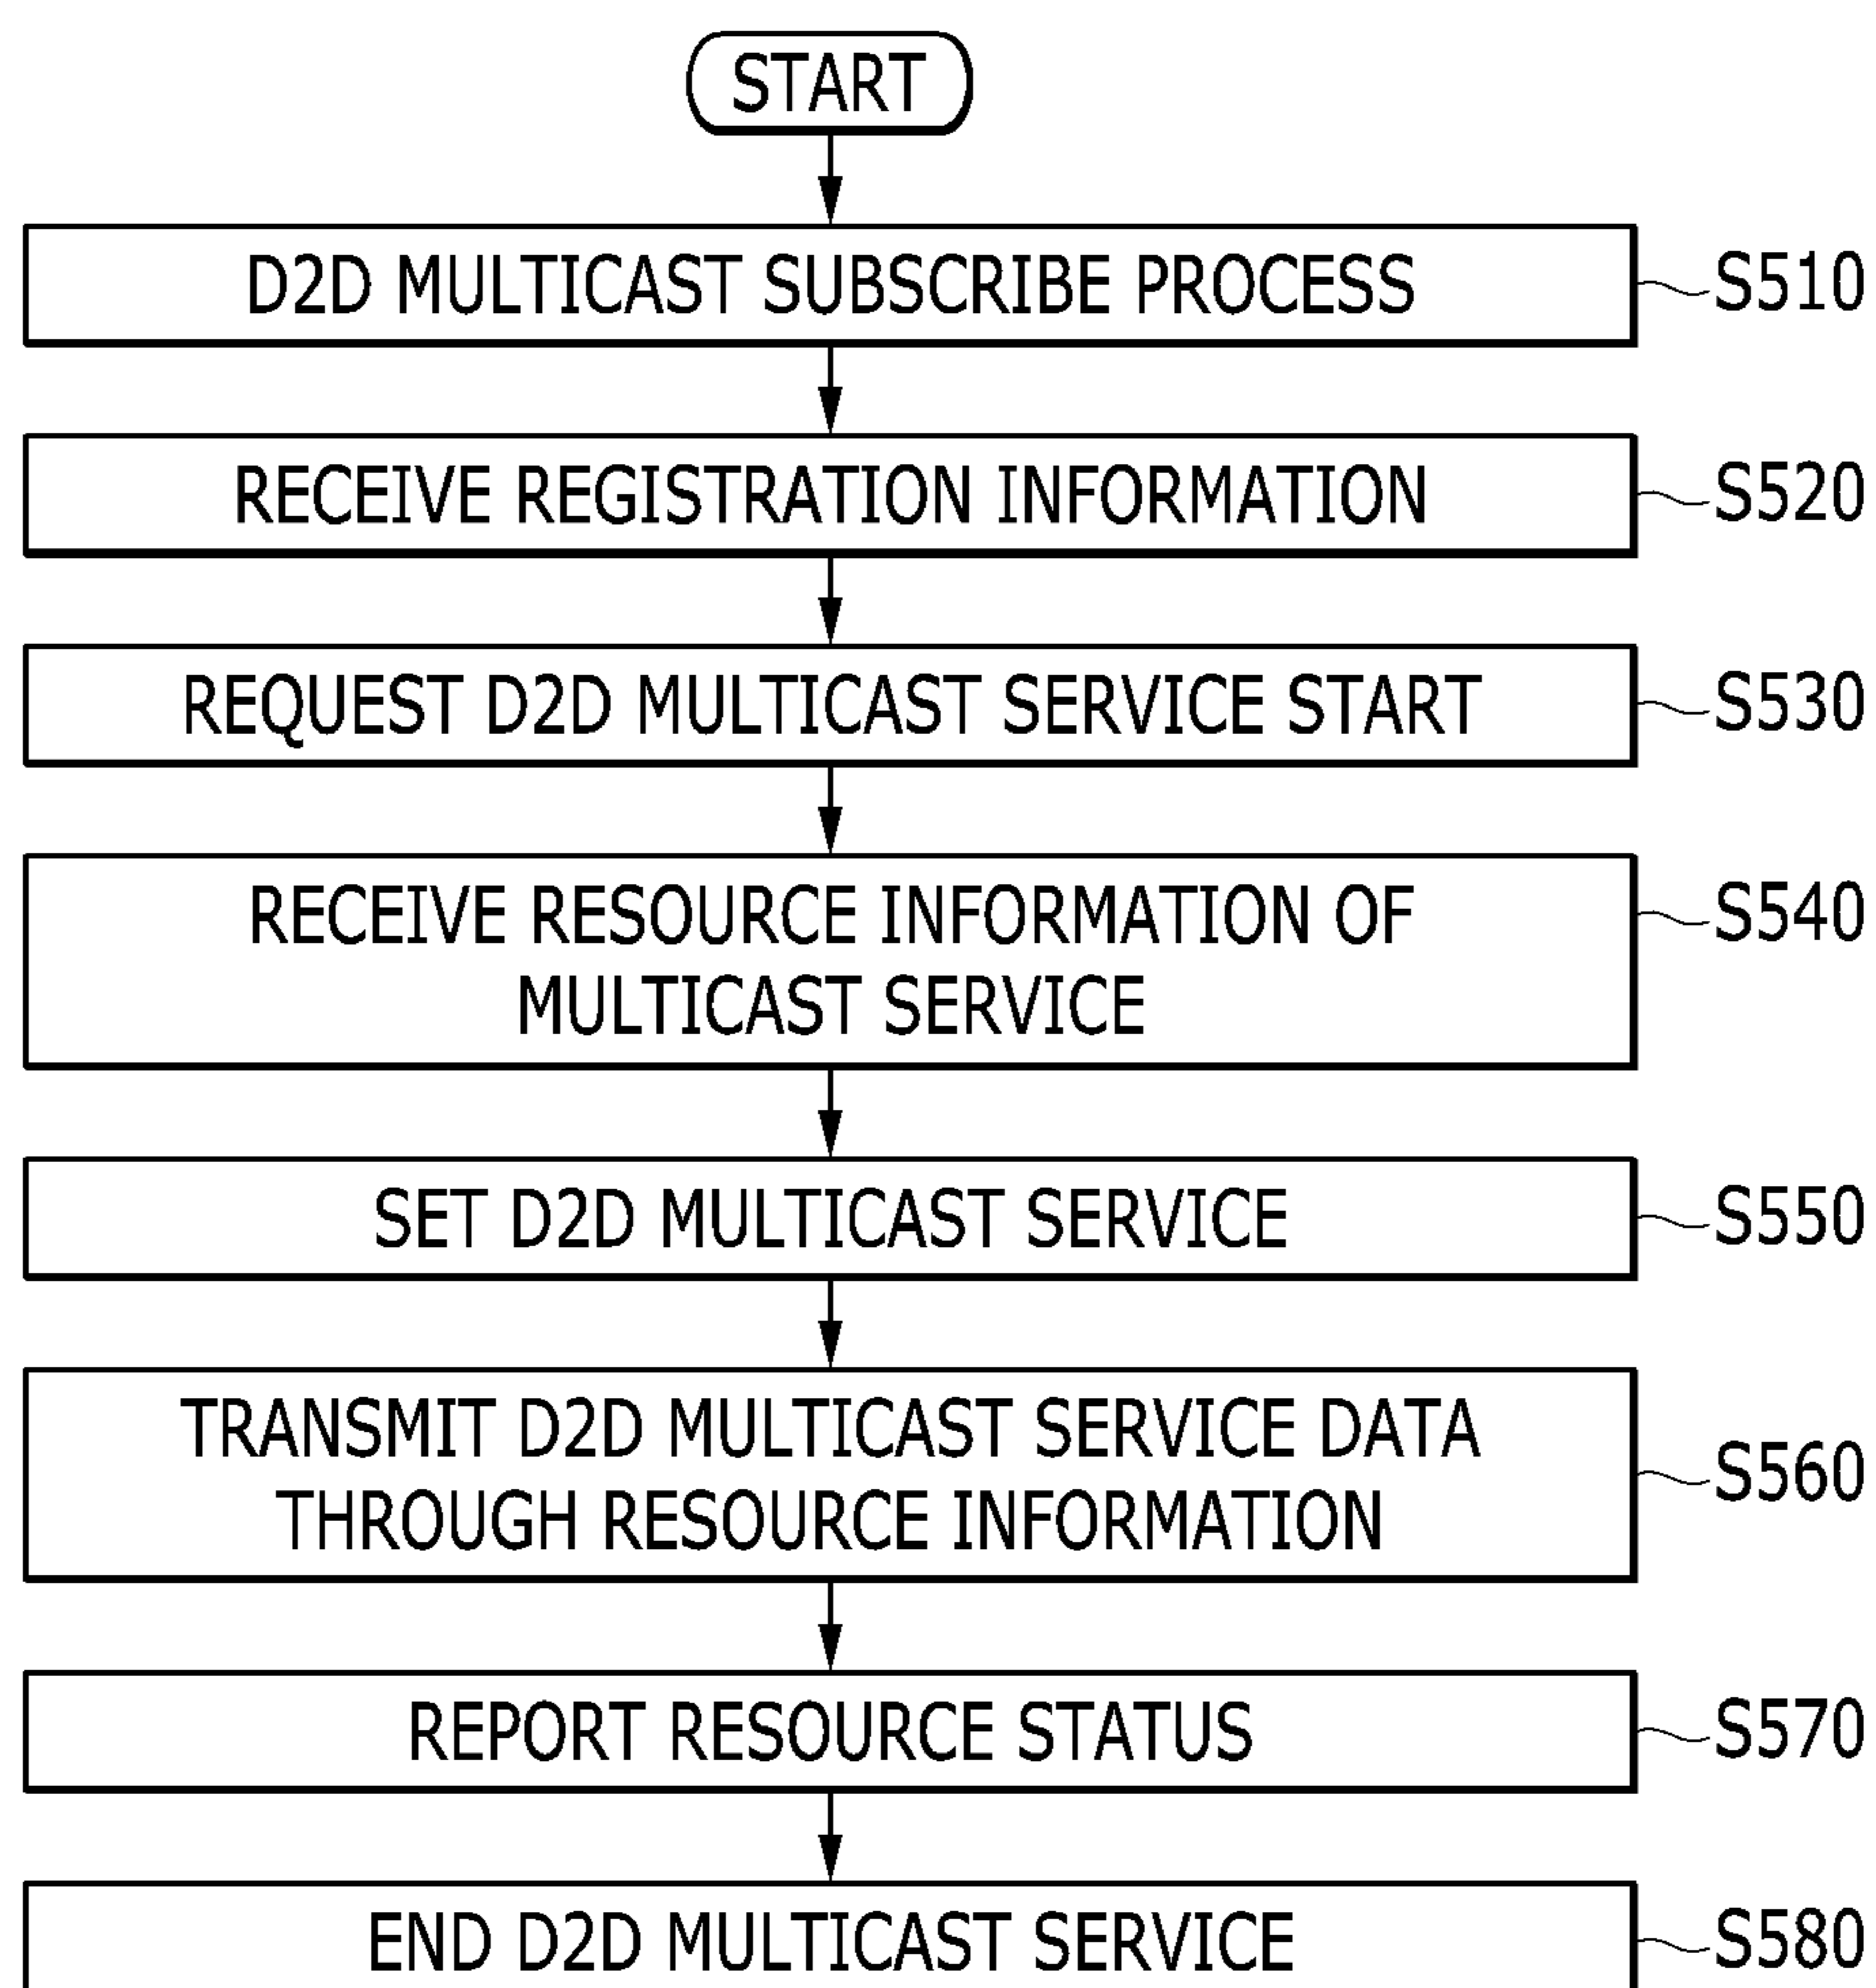 START
D2D MULTICAST SUBSCRIBE PROCESS
S510
RECEIVE REGISTRATION INFORMATION
S520
REQUEST D2D MULTICAST SERVICE START
S530
RECEIVE RESOURCE INFORMATION OF
MULTICAST SERVICE
S540
SET D2D MULTICAST SERVICE
S550
TRANSMIT D2D MULTICAST SERVICE DATA
THROUGH RESOURCE INFORMATION
S560
REPORT RESOURCE STATUS
S570
END D2D MULTICAST SERVICE
S580